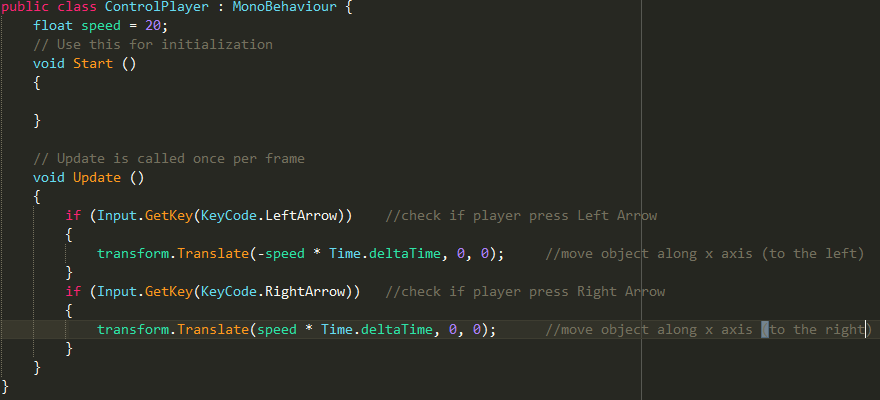 public class ControlPlayer : MonoBehaviour {
    float speed = 20;
    // Use this for initialization
    void Start ()
    {
    }
    // Update is called once per frame
    void Update ()
    {
        if (Input.GetKey(KeyCode.LeftArrow))    //check if player press Left Arrow
        {
            transform.Translate(-speed * Time.deltaTime, 0, 0);     //move object along x axis (to the left)
        }
        if (Input.GetKey(KeyCode.RightArrow))   //check if player press Right Arrow
        {
            transform.Translate(speed * Time.deltaTime, 0, 0);      //move object along x axis (to the right)
        }
    }
}